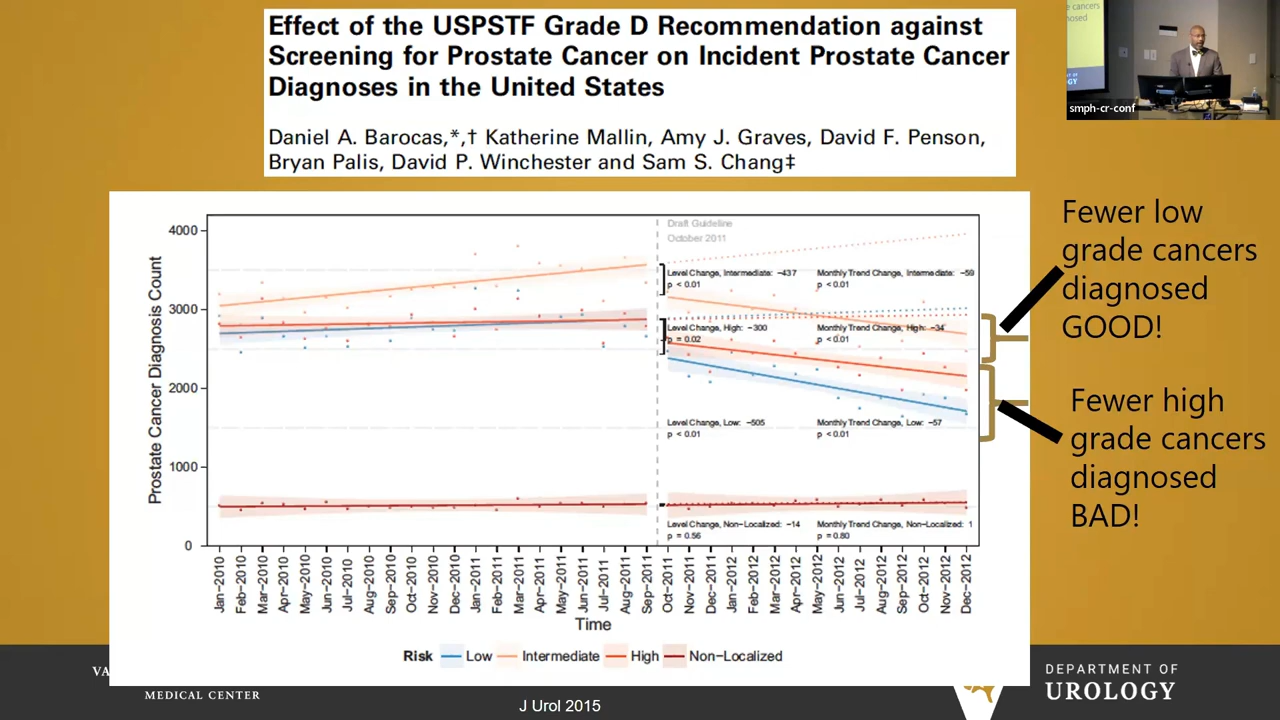 Effect of the USPSTF Grade D Recommendation against
Screening for Prostate Cancer on Incident Prostate Cancer
Diagnoses in the United States
Daniel A. Barocas,*,† Katherine Mallin, Amy J. Graves, David F. Penson,
Bryan Palis, David P. Winchester and Sam S. Chang‡
smph-cr-conf
Prostate Cancer Diagnosis Count
4000
3000
2000
1000
0
Draft Guideline
October 2011
Level Change, Intermediate: −437
p < 0.01
Monthly Trend Change, Intermediate: −59
p < 0.01
Level Change, High: −300
p = 0.02
Monthly Trend Change, High: −34
p < 0.01
Level Change, Low: −505
p < 0.01
Monthly Trend Change, Low: −57
p < 0.01
Level Change, Non−Localized: −14
p = 0.56
Monthly Trend Change, Non−Localized: 1
p = 0.80
Jan−2010
Feb−2010
Mar−2010
Apr−2010
May−2010
Jun−2010
Jul−2010
Aug−2010
Sep−2010
Oct−2010
Nov−2010
Dec−2010
Jan−2011
Feb−2011
Mar−2011
Apr−2011
May−2011
Jun−2011
Jul−2011
Aug−2011
Sep−2011
Oct−2011
Nov−2011
Dec−2011
Jan−2012
Feb−2012
Mar−2012
Apr−2012
May−2012
Jun−2012
Jul−2012
Aug−2012
Sep−2012
Oct−2012
Nov−2012
Dec−2012
Time
Risk Low Intermediate High Non−Localized
Fewer low
grade cancers
diagnosed
GOOD!
Fewer high
grade cancers
diagnosed
BAD!
VA
MEDICAL CENTER
J Urol 2015
DEPARTMENT OF
UROLOGY